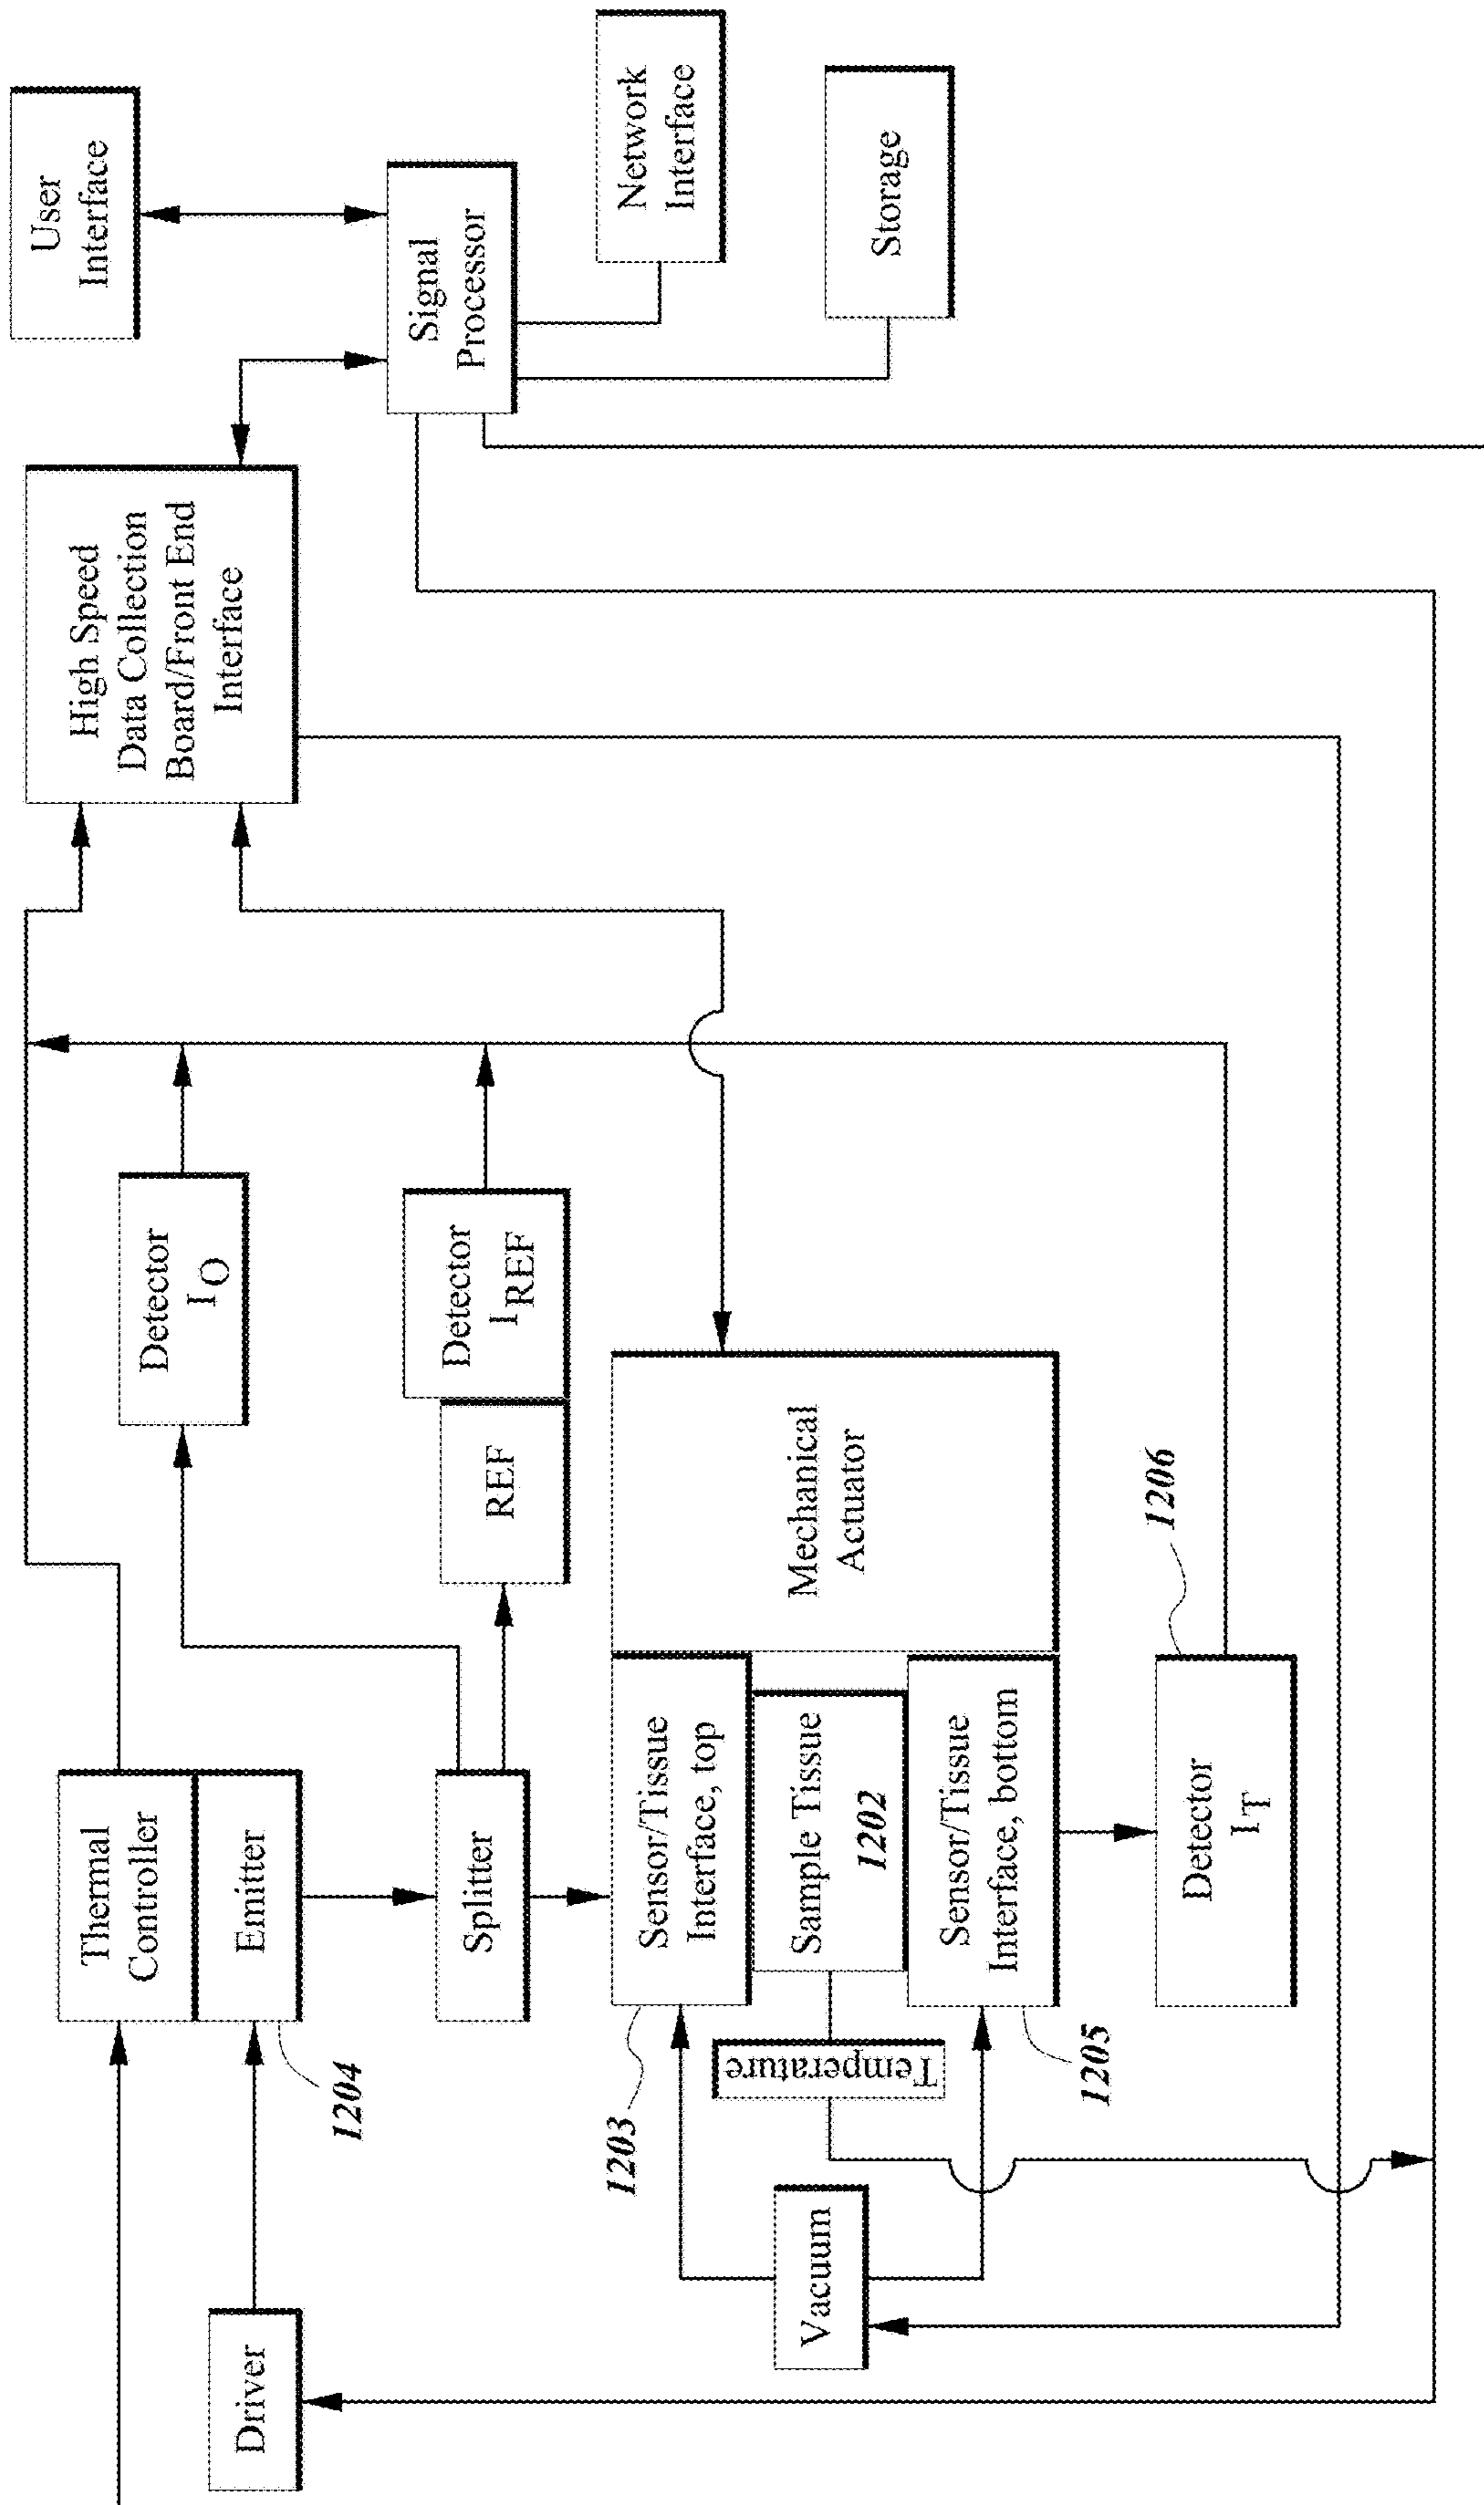 Driver
Thermal
Controller
Emitter
1204
Splitter
Detector
IO
REF
Detector
IREF
High Speed
Data Collection
Board/Front End
Interface
User
Interface
Signal
Processor
Network
Interface
Storage
Vacuum
Temperature
1203
Sensor/Tissue
Interface, top
Sample Tissue
1202
Sensor/Tissue
Interface, bottom
1205
Mechanical
Actuator
Detector
IT
1206